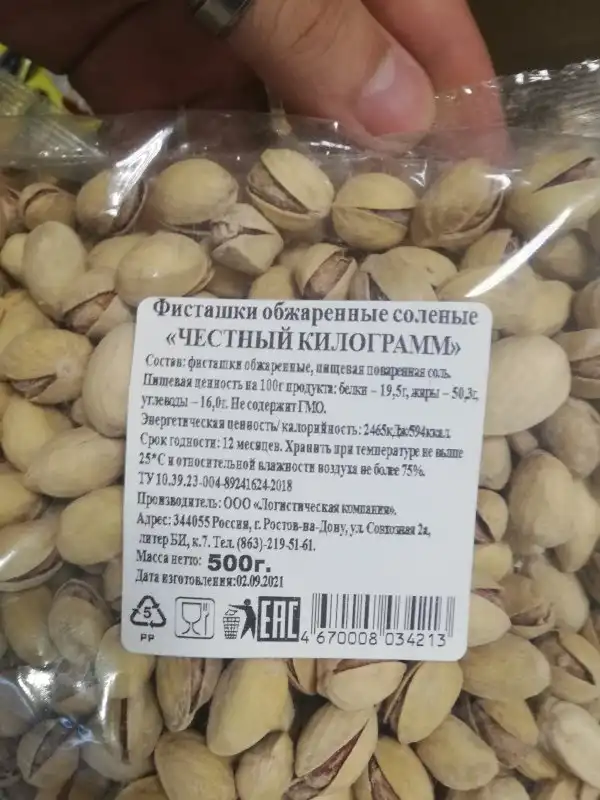 Фисташки обжаренные соленые
«ЧЕСТНЫЙ КИЛОГРАММ»
Состав: фисташки обжаренные, пищевая поваренная соль.
Пищевая ценность на 100г продукта: белки – 19,5г, жиры – 50,3г,
углеводы – 16,0г. Не содержит ГМО.
Энергетическая ценность/ калорийность: 2465кДж/594ккал.
Срок годности: 12 месяцев. Хранить при температуре не выше
25°С и относительной влажности воздуха не более 75%.
ТУ 10.39.23-004-89241624-2018
Производитель: ООО «Логистическая компания».
Адрес: 344055 Россия, г. Ростов-на-Дону, ул. Совхозная 2а,
литер БИ, к.7. Тел. (863)-219-51-61.
Масса нетто: 500г.
Дата изготовления:02.09.2021
5
PP
EAC
4 670008 034213